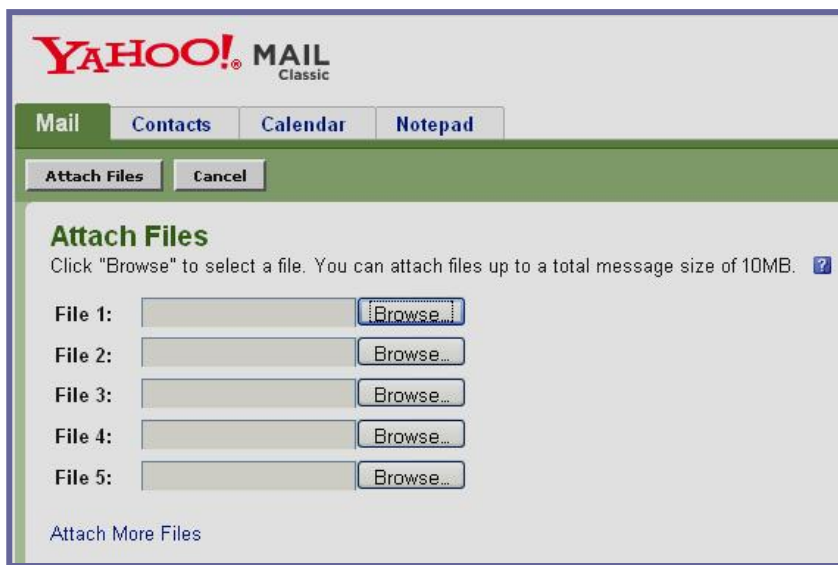 YAHOO!® MAIL
Classic
Mail Contacts Calendar Notepad
Attach Files Cancel
Attach Files
Click "Browse" to select a file. You can attach files up to a total message size of 10MB. ?
File 1: Browse...
File 2: Browse...
File 3: Browse...
File 4: Browse...
File 5: Browse...
Attach More Files